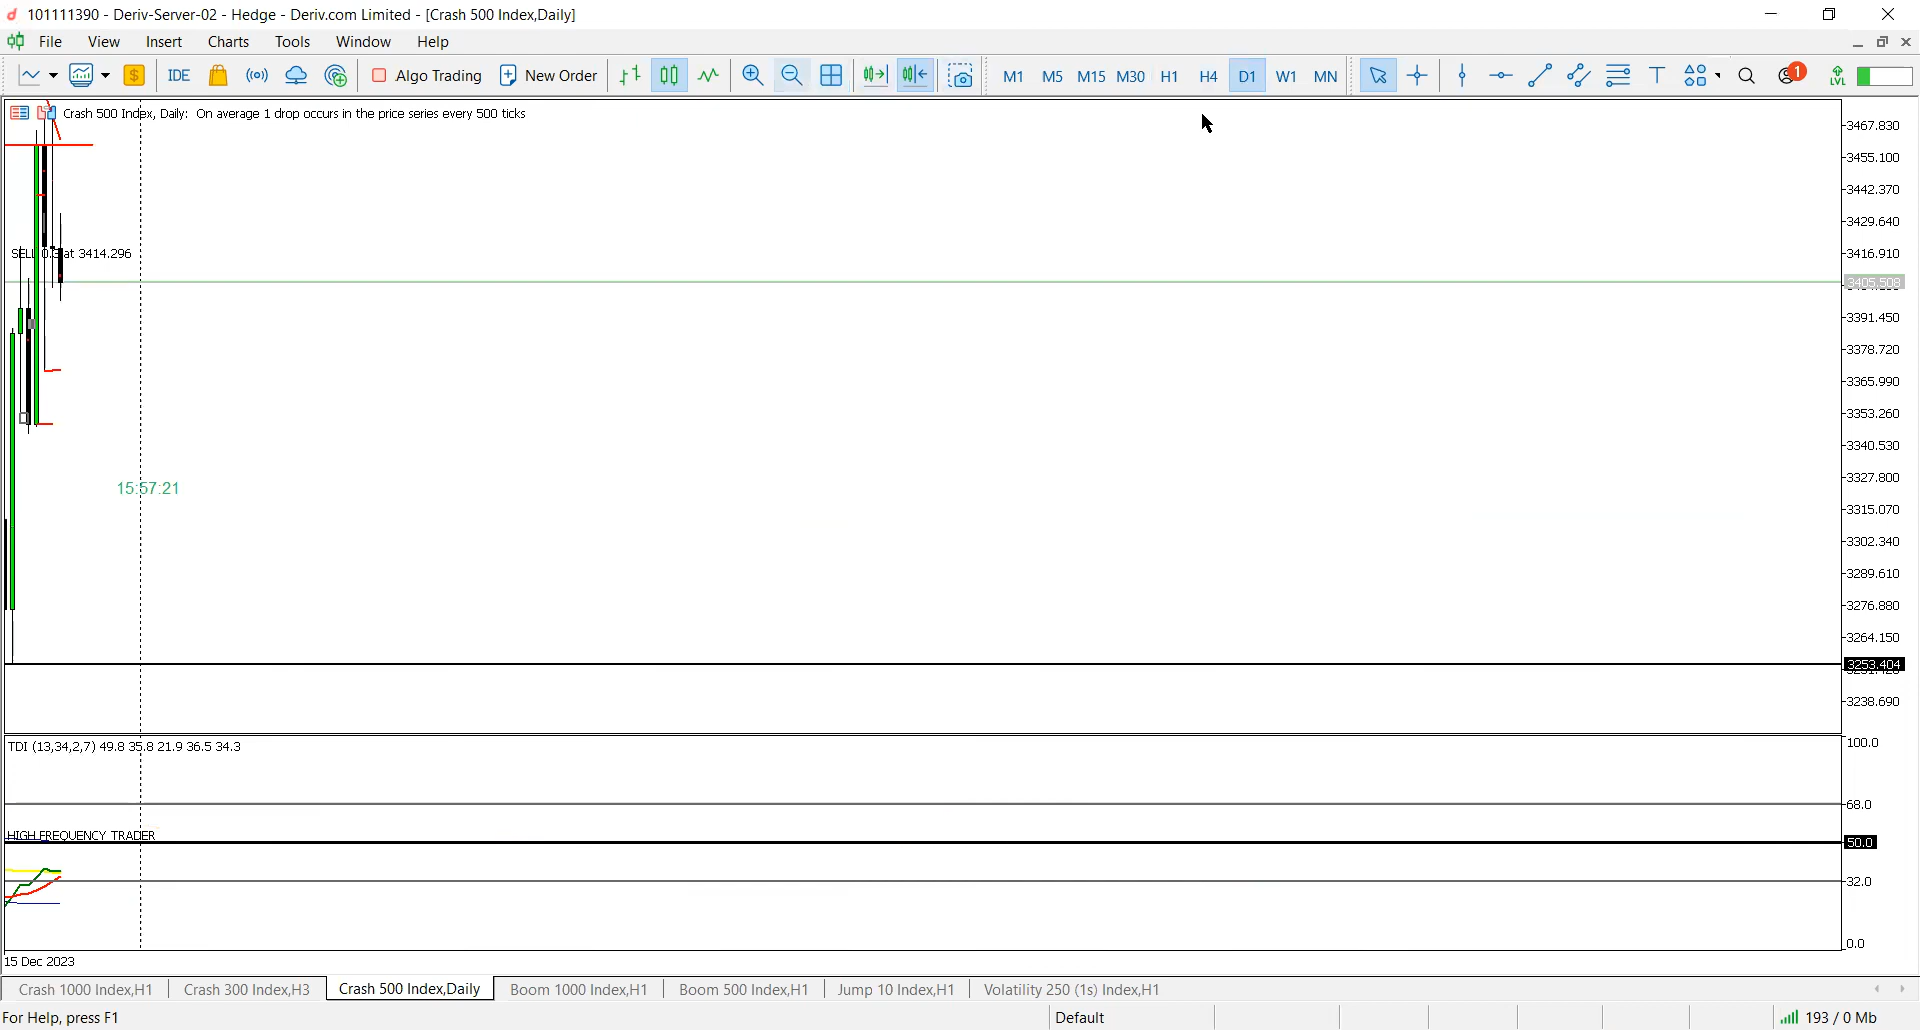 101111390 - Deriv-Server-02 - Hedge - Deriv.com Limited - [Crash 500 Index,Daily]
File View Insert Charts Tools Window Help
IDE Algo Trading New Order M1 M5 M15 M30 H1 H4 D1 W1 MN 1 LVL
Crash 500 Index, Daily: On average 1 drop occurs in the price series every 500 ticks
3467.830
3455.100
3442.370
3429.640
SELL 0.3 at 3414.296
3416.910
3405.508
3391.450
3378.720
3365.990
3353.260
3340.530
3327.800
15:57:21
3315.070
3302.340
3289.610
3276.880
3264.150
3253.404
3238.690
TDI (13,34,2,7) 49.8 35.8 21.9 36.5 34.3
100.0
68.0
HIGH FREQUENCY TRADER
50.0
32.0
0.0
15 Dec 2023
Crash 1000 Index,H1 Crash 300 Index,H3 Crash 500 Index,Daily Boom 1000 Index,H1 Boom 500 Index,H1 Jump 10 Index,H1 Volatility 250 (1s) Index,H1
For Help, press F1 Default 193 / 0 Mb